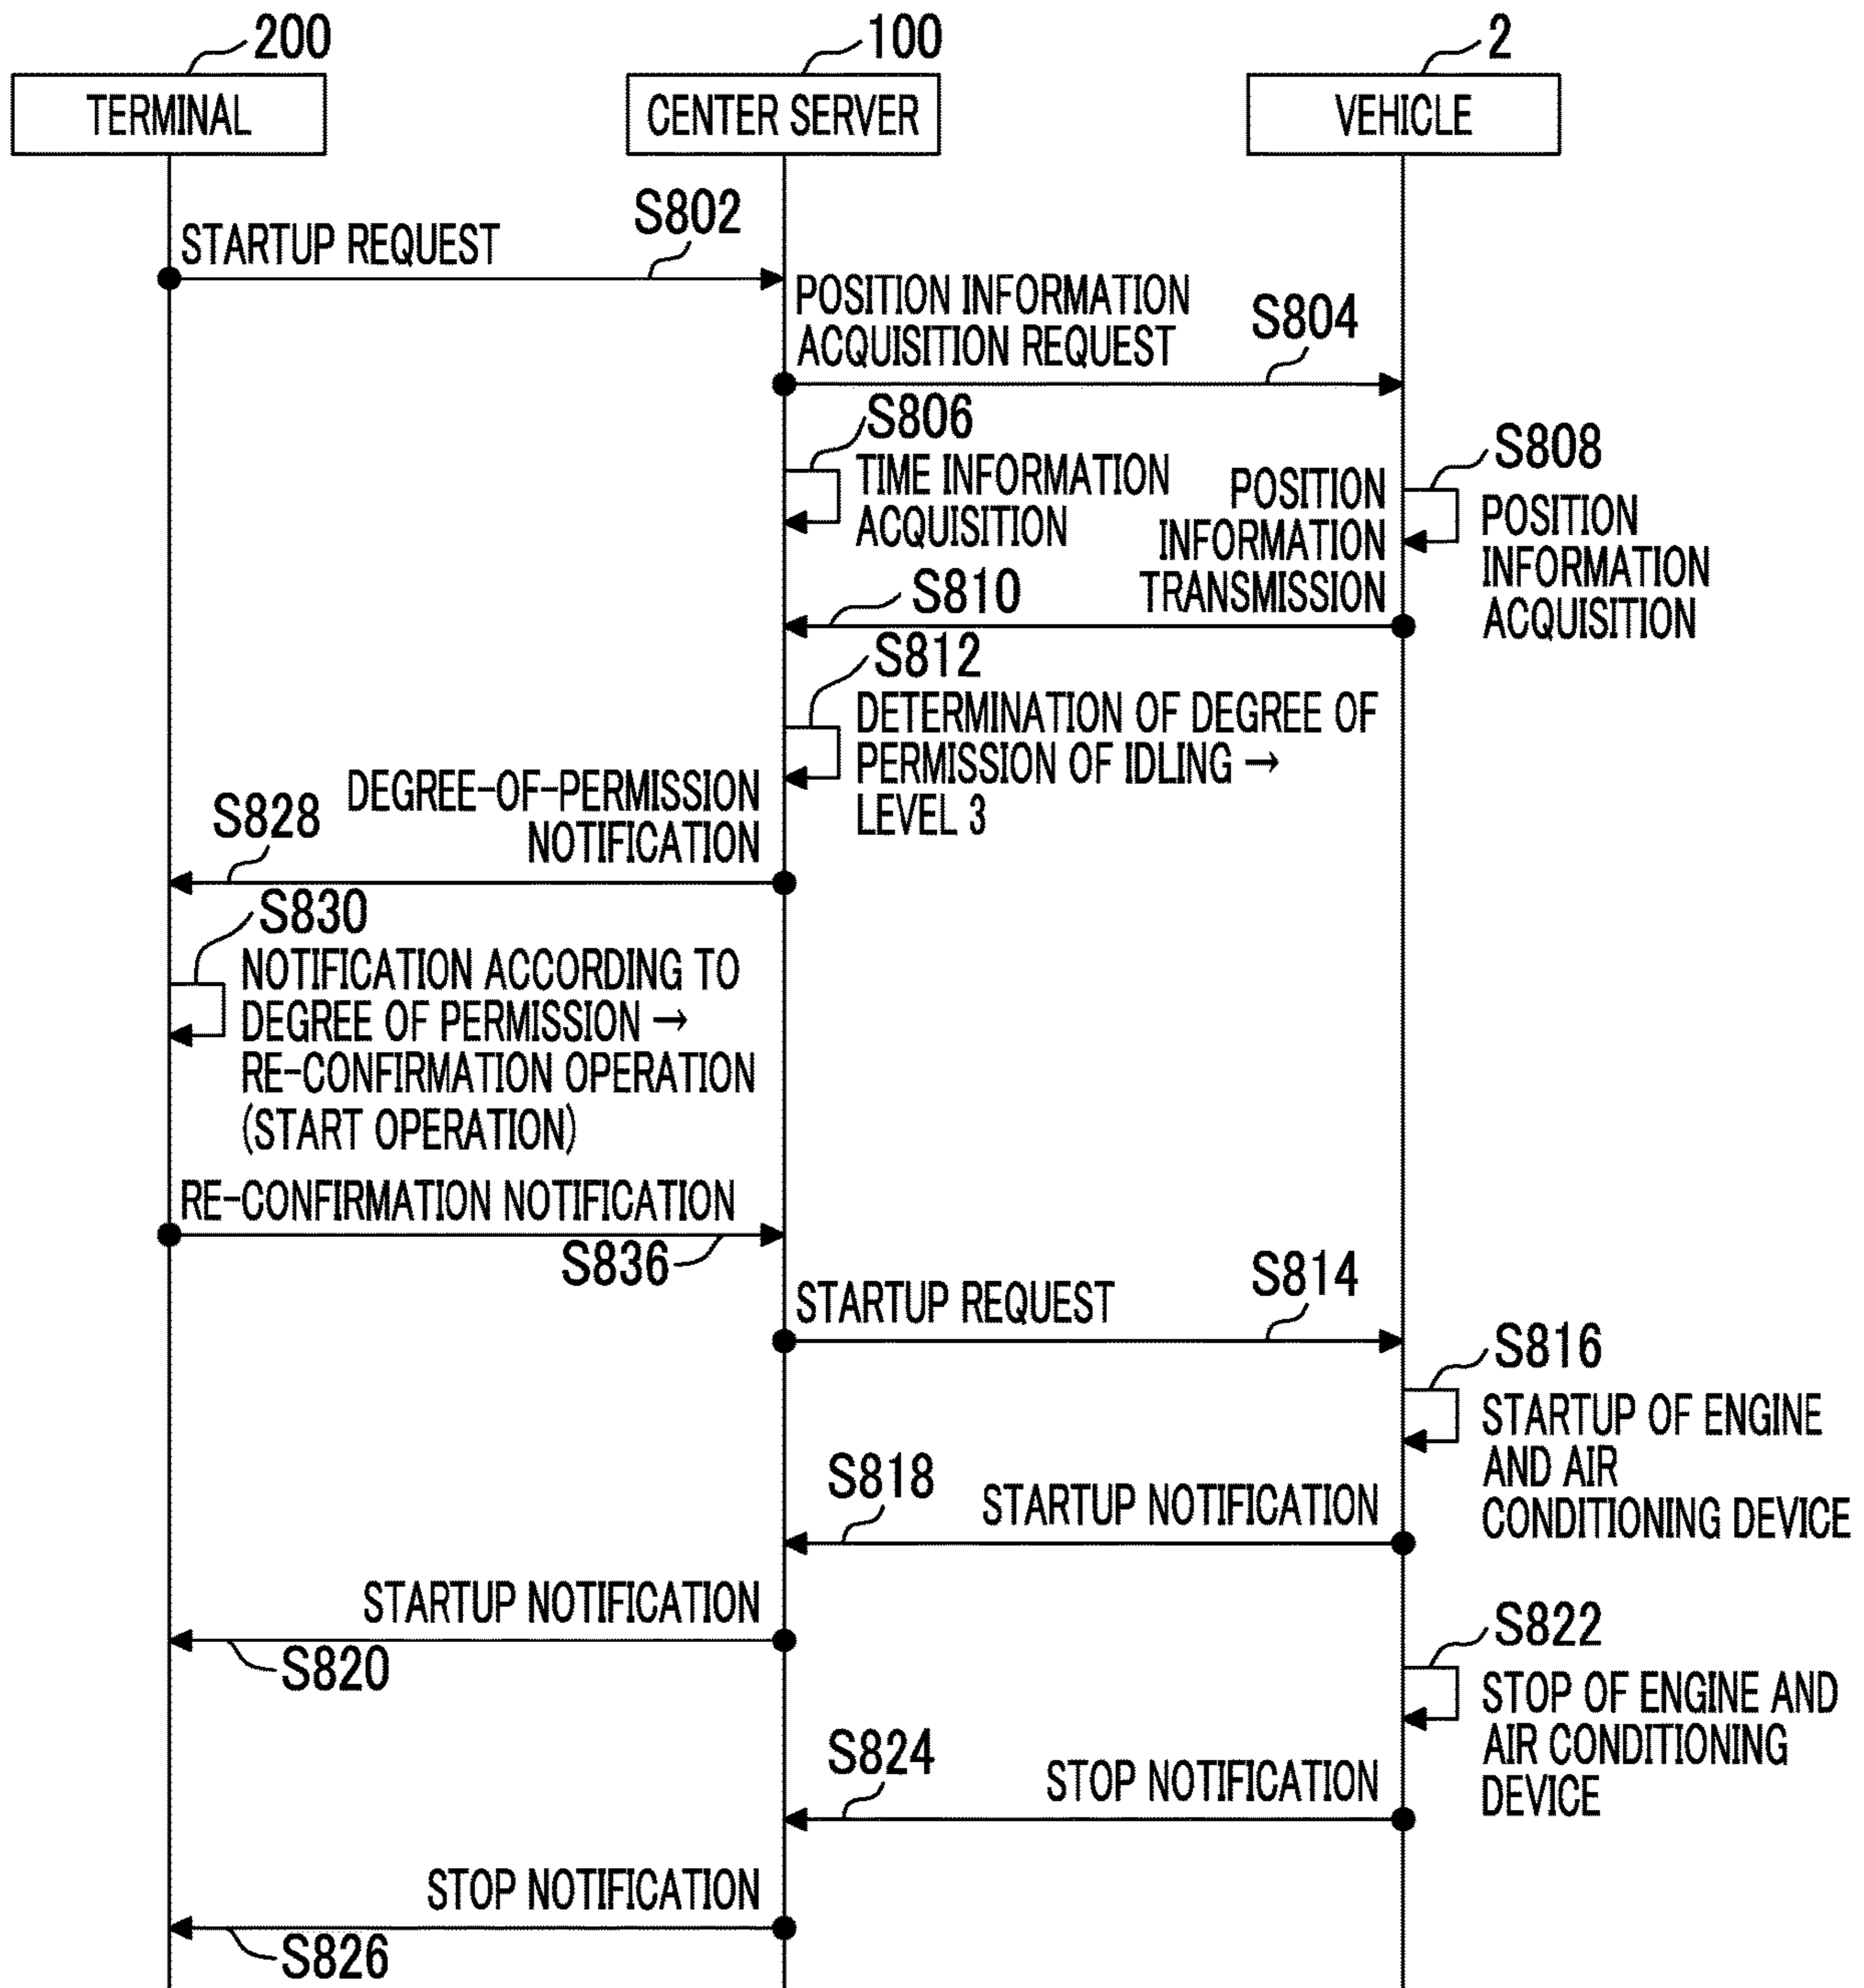 200
100
2
TERMINAL
CENTER SERVER
VEHICLE
S802
STARTUP REQUEST
POSITION INFORMATION
ACQUISITION REQUEST
S804
S806
TIME INFORMATION
ACQUISITION
S808
POSITION
INFORMATION
ACQUISITION
POSITION
INFORMATION
TRANSMISSION
S810
S812
DETERMINATION OF DEGREE OF
PERMISSION OF IDLING →
LEVEL 3
DEGREE-OF-PERMISSION
NOTIFICATION
S828
S830
NOTIFICATION ACCORDING TO
DEGREE OF PERMISSION →
RE-CONFIRMATION OPERATION
(START OPERATION)
RE-CONFIRMATION NOTIFICATION
S836
STARTUP REQUEST
S814
S816
STARTUP OF ENGINE
AND AIR
CONDITIONING DEVICE
S818
STARTUP NOTIFICATION
STARTUP NOTIFICATION
S820
S822
STOP OF ENGINE AND
AIR CONDITIONING
DEVICE
S824
STOP NOTIFICATION
STOP NOTIFICATION
S826